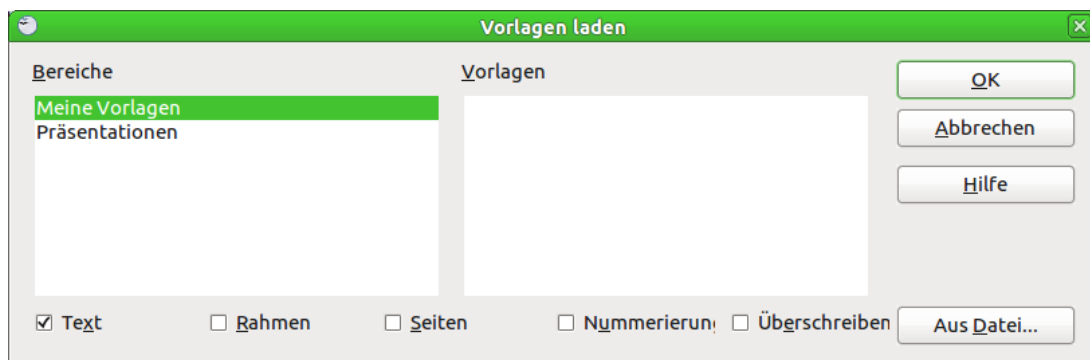 Vorlagen laden
Bereiche
Vorlagen
Meine Vorlagen
Präsentationen
OK
Abbrechen
Hilfe
Text
Rahmen
Seiten
Nummerierun
Überschreiben
Aus Datei...